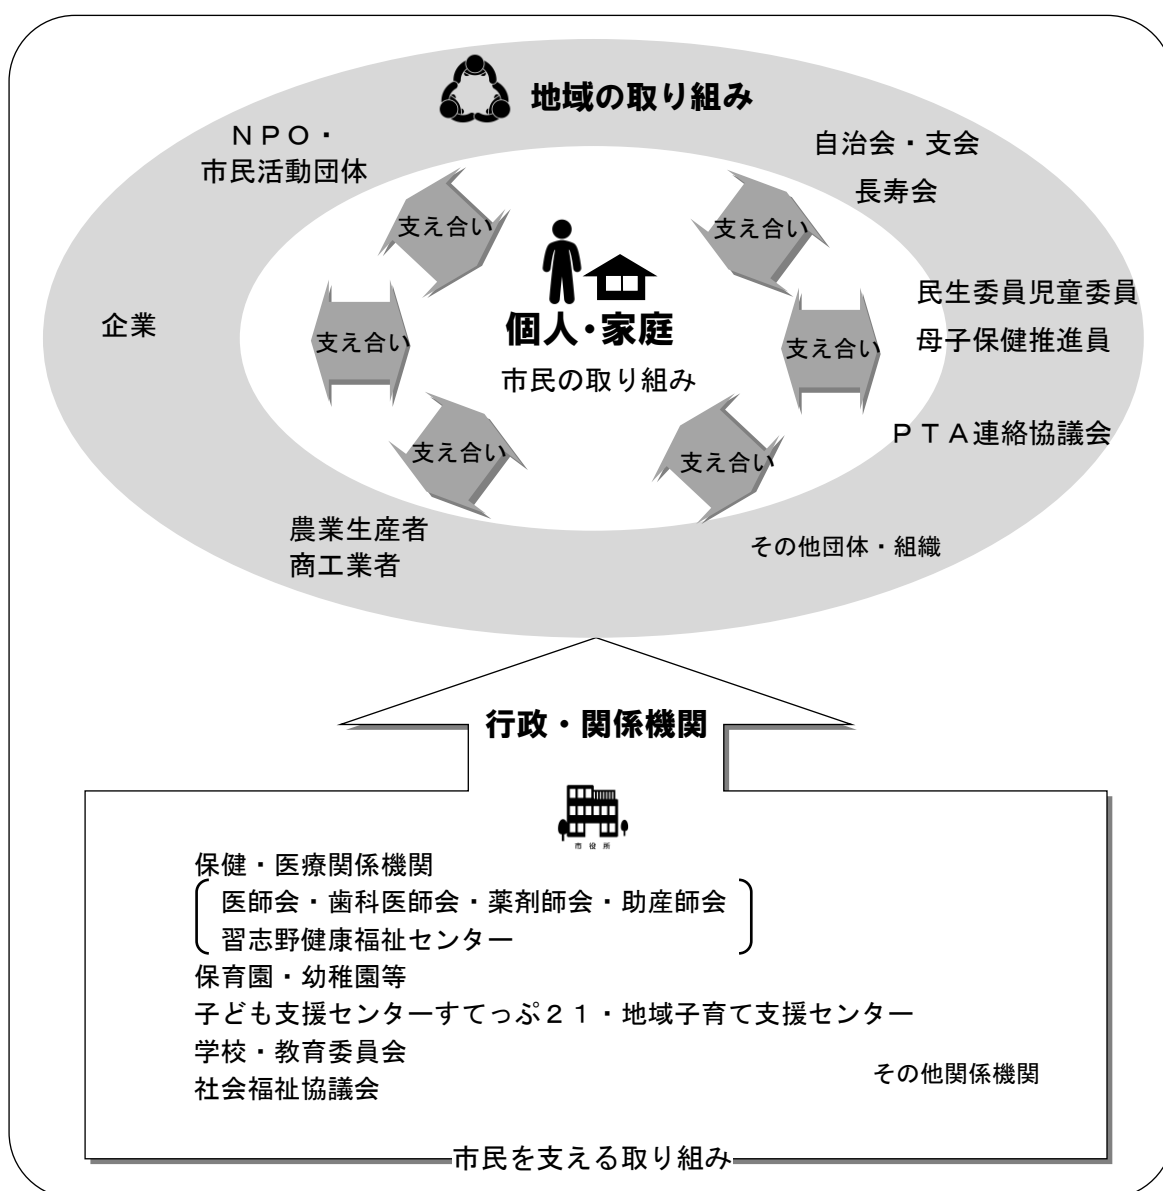 地域の取り組み
ＮＰＯ・
市民活動団体
自治会・支会
長寿会
支え合い
支え合い
民生委員児童委員
母子保健推進員
企業
支え合い
支え合い
個人・家庭
市民の取り組み
ＰＴＡ連絡協議会
支え合い
支え合い
農業生産者
商工業者
その他団体・組織
行政・関係機関
市役所
保健・医療関係機関
医師会・歯科医師会・薬剤師会・助産師会
習志野健康福祉センター
保育園・幼稚園等
子ども支援センターすてっぷ２１・地域子育て支援センター
学校・教育委員会
社会福祉協議会
その他関係機関
市民を支える取り組み